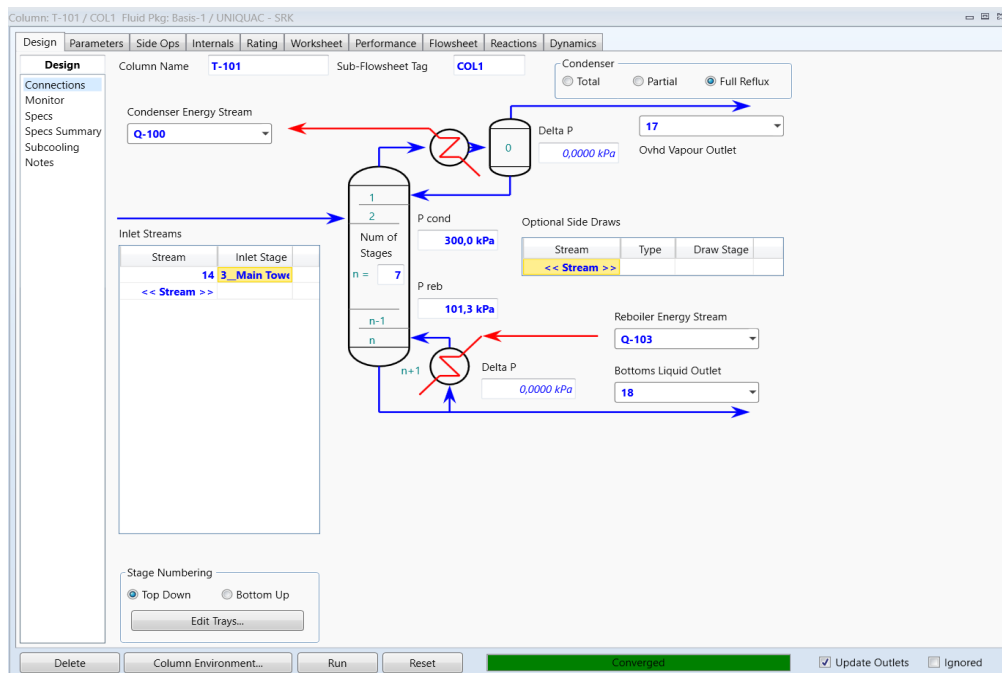 Column: T-101 / COL1 Fluid Pkg: Basis-1 / UNIQUAC - SRK
Design Parameters Side Ops Internals Rating Worksheet Performance Flowsheet Reactions Dynamics
Design
Connections
Monitor
Specs
Specs Summary
Subcooling
Notes
Column Name T-101 Sub-Flowsheet Tag COL1
Condenser
Total Partial Full Reflux
Condenser Energy Stream
Q-100
0
Delta P
0,0000 kPa
17
Ovhd Vapour Outlet
1
2
Num of
Stages
n = 7
n-1
n
n+1
P cond
300,0 kPa
P reb
101,3 kPa
Delta P
0,0000 kPa
Inlet Streams
Stream Inlet Stage
14 3__Main Towe
<< Stream >>
Optional Side Draws
Stream Type Draw Stage
<< Stream >>
Reboiler Energy Stream
Q-103
Bottoms Liquid Outlet
18
Stage Numbering
Top Down Bottom Up
Edit Trays...
Delete Column Environment... Run Reset Converged Update Outlets Ignored